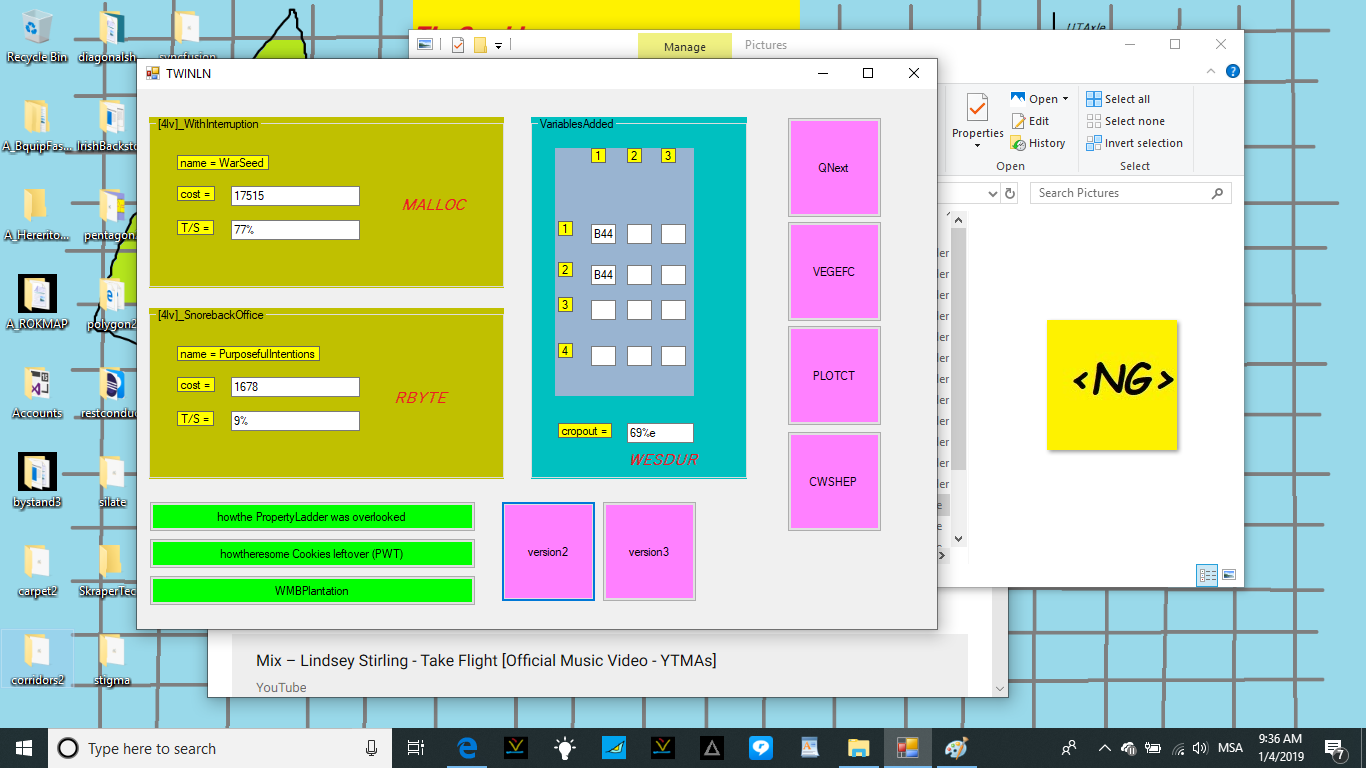 Recycle Bin
diagonalsh
syncfusion
A_BquipFas...
IrishBacksto
A_Hererito...
pentagon
A_ROKMAP
polygon2
Accounts
restcondu
bystand3
silate
carpet2
SkraperTec
corridors2
stigma
UTAxle
Manage
Pictures
Properties
Open
Edit
History
Open
Select all
Select none
Invert selection
Select
Search Pictures
<NG>
TWINLN
[4lv]_WithInterruption
name = WarSeed
cost =
17515
MALLOC
T/S =
77%
[4lv]_SnorebackOffice
name = PurposefulIntentions
cost =
1678
RBYTE
T/S =
9%
VariablesAdded
1 2 3
1 B44
2 B44
3
4
cropout =
69%e
WESDUR
QNext
VEGEFC
PLOTCT
CWSHEP
howthe PropertyLadder was overlooked
howtheresome Cookies leftover (PWT)
WMBPlantation
version2
version3
Mix – Lindsey Stirling - Take Flight [Official Music Video - YTMAs]
YouTube
Type here to search
MSA
9:36 AM
1/4/2019
7